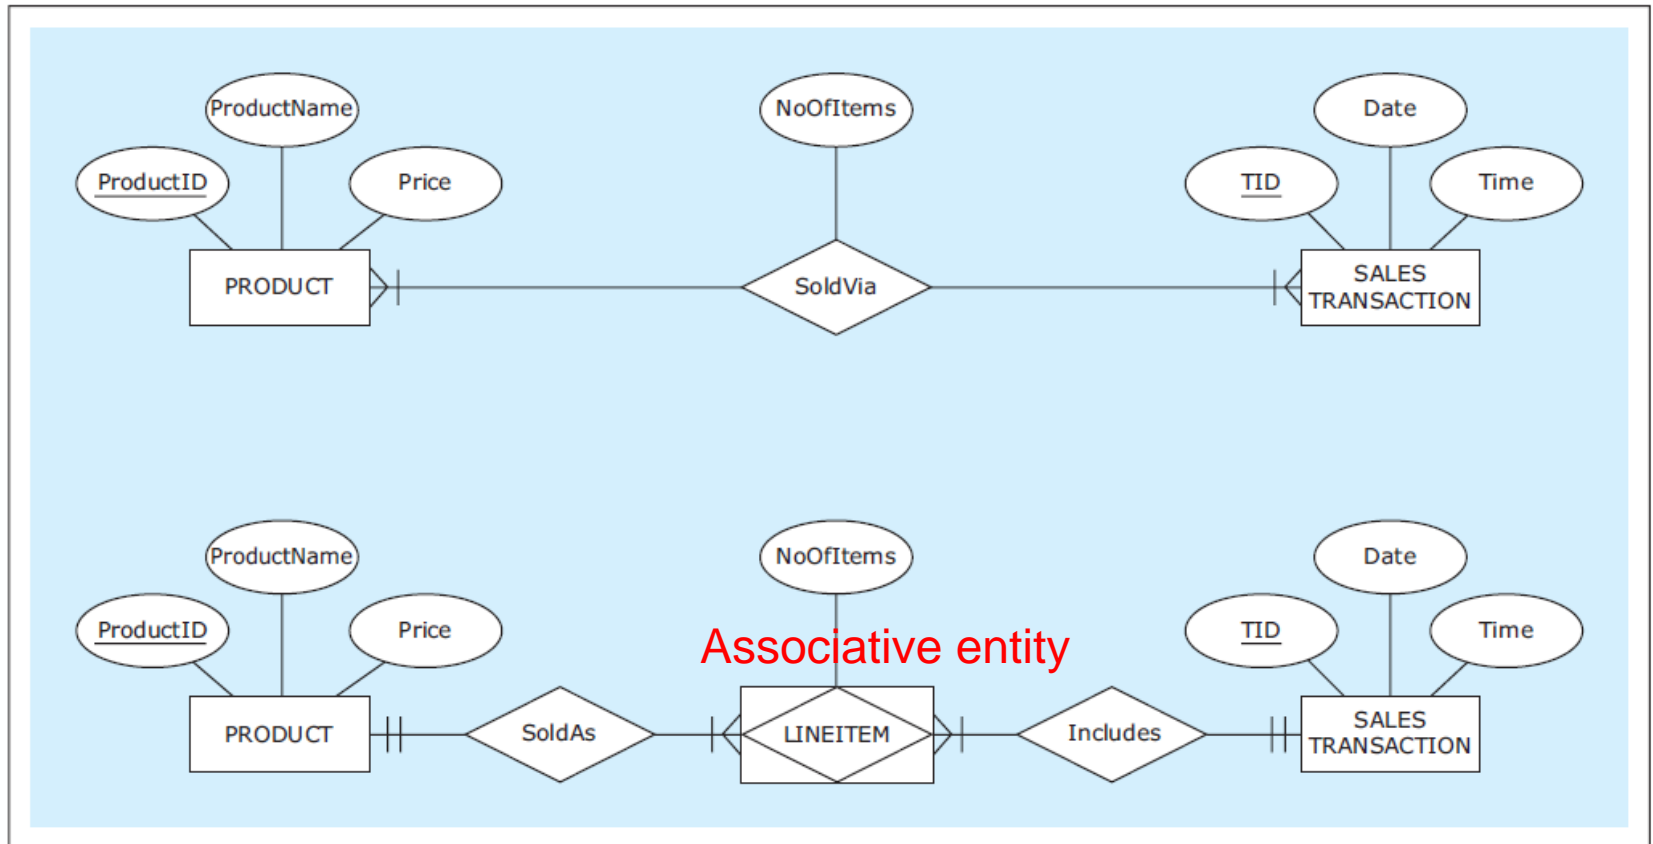 ProductName
NoOfItems
Date
ProductID
Price
TID
Time
PRODUCT
SoldVia
SALES
TRANSACTION
ProductName
NoOfItems
Date
ProductID
Price
Associative entity
TID
Time
PRODUCT
SoldAs
LINEITEM
Includes
SALES
TRANSACTION